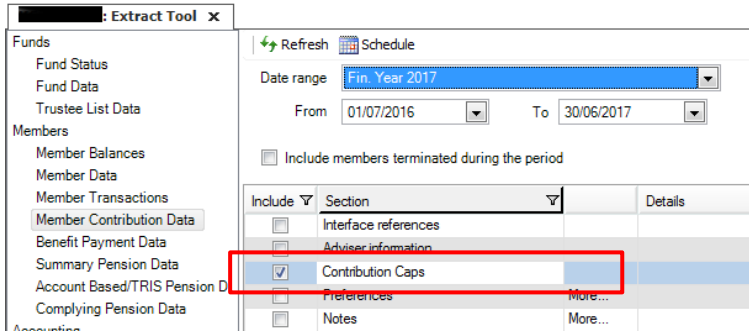 : Extract Tool x
Funds
Fund Status
Fund Data
Trustee List Data
Members
Member Balances
Member Data
Member Transactions
Member Contribution Data
Benefit Payment Data
Summary Pension Data
Account Based/TRIS Pension D
Complying Pension Data
Accounting
Refresh Schedule
Date range Fin. Year 2017
From 01/07/2016 To 30/06/2017
Include members terminated during the period
Include Section Details
Interface references
Adviser information
Contribution Caps
Preferences More...
Notes More...